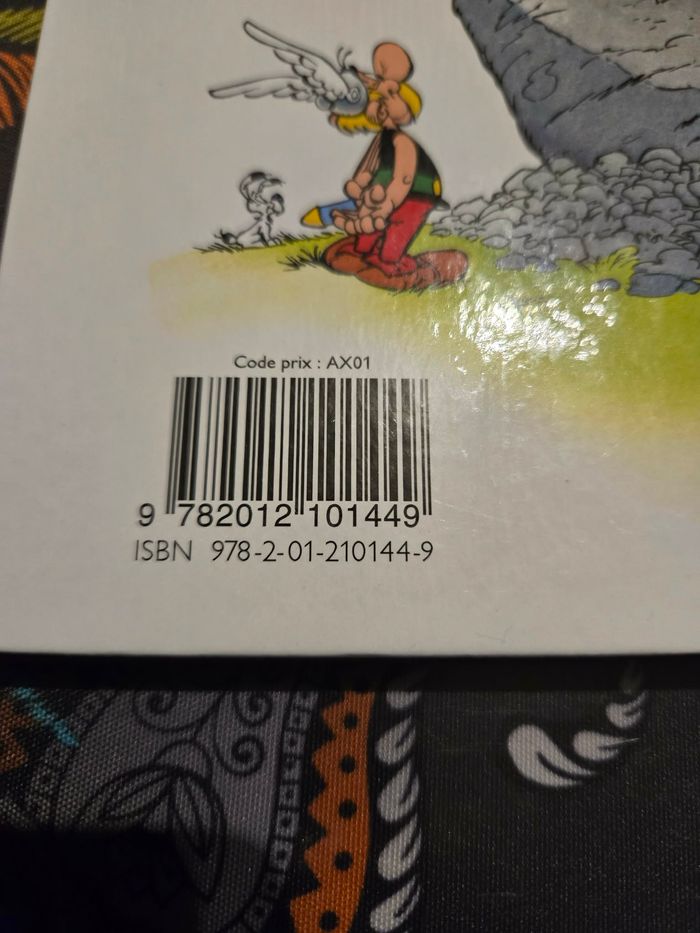 Code prix : AX01
9 782012 101449
ISBN 978-2-01-210144-9